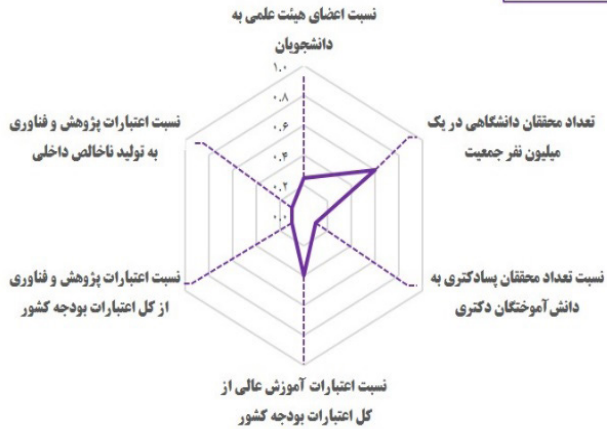 نسبت اعضای هیئت علمی به
دانشجویان
۱.۰
۰.۸
۰.۶
۰.۴
۰.۲
۰.۰
تعداد محققان دانشگاهی در یک
میلیون نفر جمعیت
نسبت اعتبارات پژوهش و فناوری
به تولید ناخالص داخلی
نسبت تعداد محققان پسادکتری به
دانش‌آموختگان دکتری
نسبت اعتبارات پژوهش و فناوری
از کل اعتبارات بودجه کشور
نسبت اعتبارات آموزش عالی از
کل اعتبارات بودجه کشور